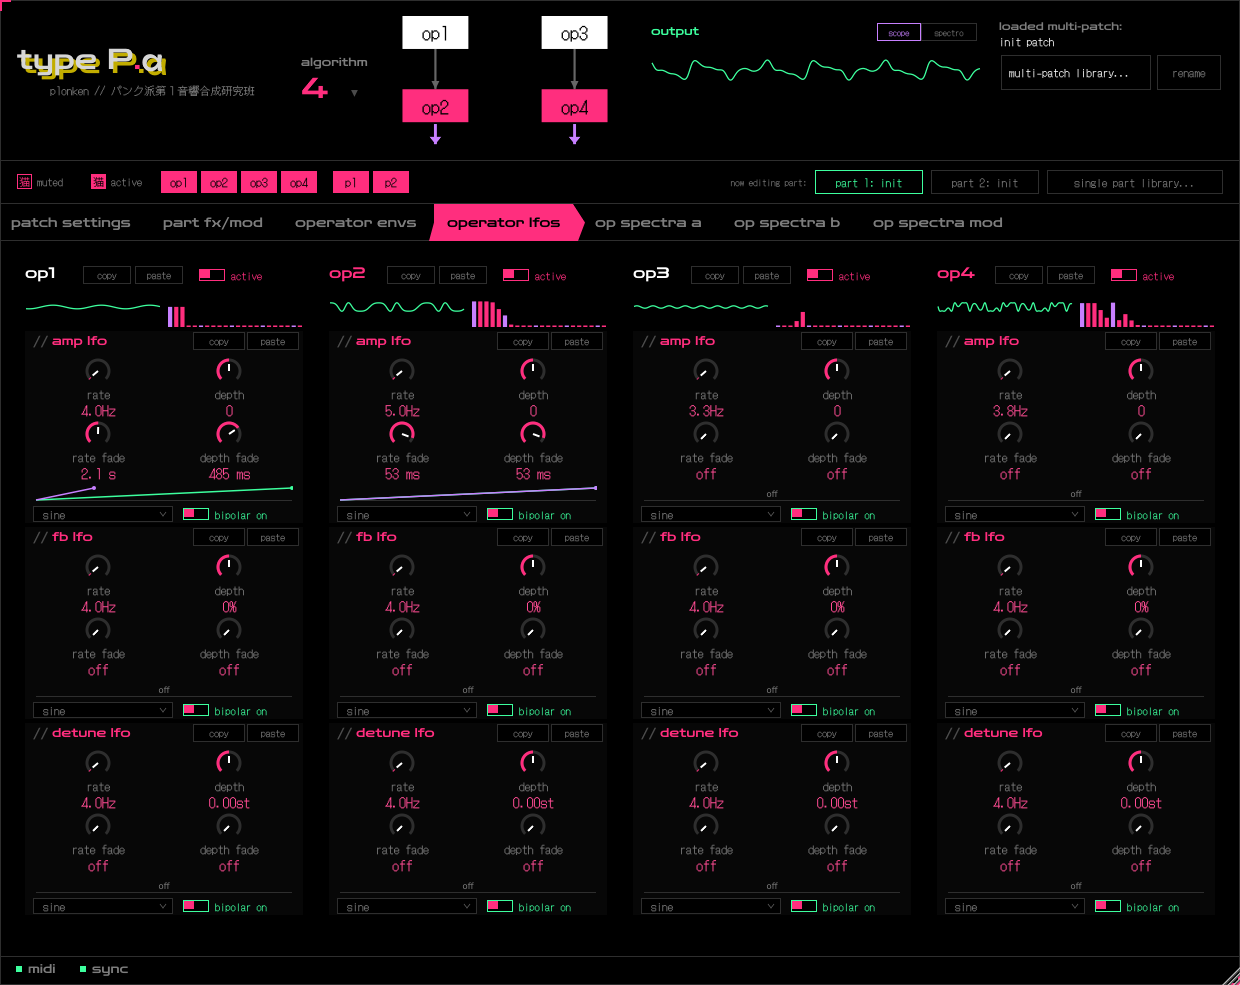 type P.a
plonken // パンク派第１音響合成研究班
algorithm
4
op1
op3
op2
op4
output
scope
spectro
loaded multi-patch:
init patch
multi-patch library...
rename
猫 muted
猫 active
op1
op2
op3
op4
p1
p2
now editing part:
part 1: init
part 2: init
single part library...
patch settings
part fx/mod
operator envs
operator lfos
op spectra a
op spectra b
op spectra mod
op1 copy paste active
op2 copy paste active
op3 copy paste active
op4 copy paste active
// amp lfo copy paste
// amp lfo copy paste
// amp lfo copy paste
// amp lfo copy paste
rate depth rate depth rate depth rate depth
4.0Hz 0 5.0Hz 0 3.3Hz 0 3.8Hz 0
rate fade depth fade rate fade depth fade rate fade depth fade rate fade depth fade
2.1 s 485 ms 53 ms 53 ms off off off off
off off
sine bipolar on sine bipolar on sine bipolar on sine bipolar on
// fb lfo copy paste
// fb lfo copy paste
// fb lfo copy paste
// fb lfo copy paste
rate depth rate depth rate depth rate depth
4.0Hz 0% 4.0Hz 0% 4.0Hz 0% 4.0Hz 0%
rate fade depth fade rate fade depth fade rate fade depth fade rate fade depth fade
off off off off off off off off
off off off off
sine bipolar on sine bipolar on sine bipolar on sine bipolar on
// detune lfo copy paste
// detune lfo copy paste
// detune lfo copy paste
// detune lfo copy paste
rate depth rate depth rate depth rate depth
4.0Hz 0.00st 4.0Hz 0.00st 4.0Hz 0.00st 4.0Hz 0.00st
rate fade depth fade rate fade depth fade rate fade depth fade rate fade depth fade
off off off off off off off off
off off off off
sine bipolar on sine bipolar on sine bipolar on sine bipolar on
midi
sync